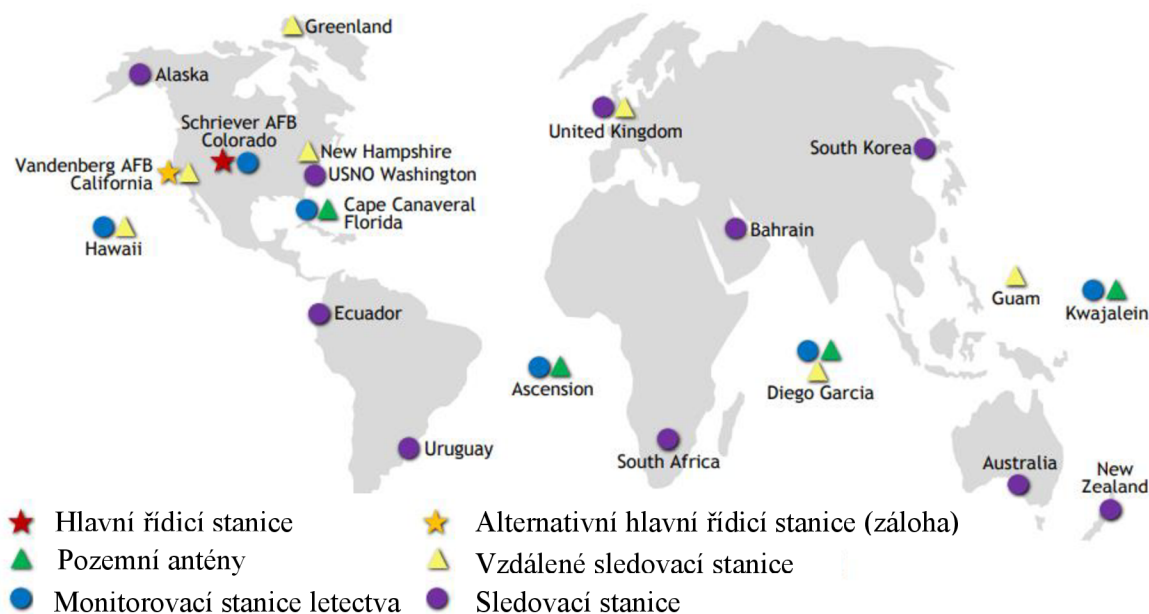 Greenland
Alaska
Schriever AFB
Colorado
United Kingdom
South Korea
New Hampshire
Vandenberg AFB
California
USNO Washington
Cape Canaveral
Florida
Hawaii
Bahrain
Guam
Kwajalein
Ecuador
Ascension
Diego Garcia
Uruguay
South Africa
Australia
New
Zealand
Hlavní řídicí stanice
Alternativní hlavní řídicí stanice (záloha)
Pozemní antény
Vzdálené sledovací stanice
Monitorovací stanice letectva
Sledovací stanice